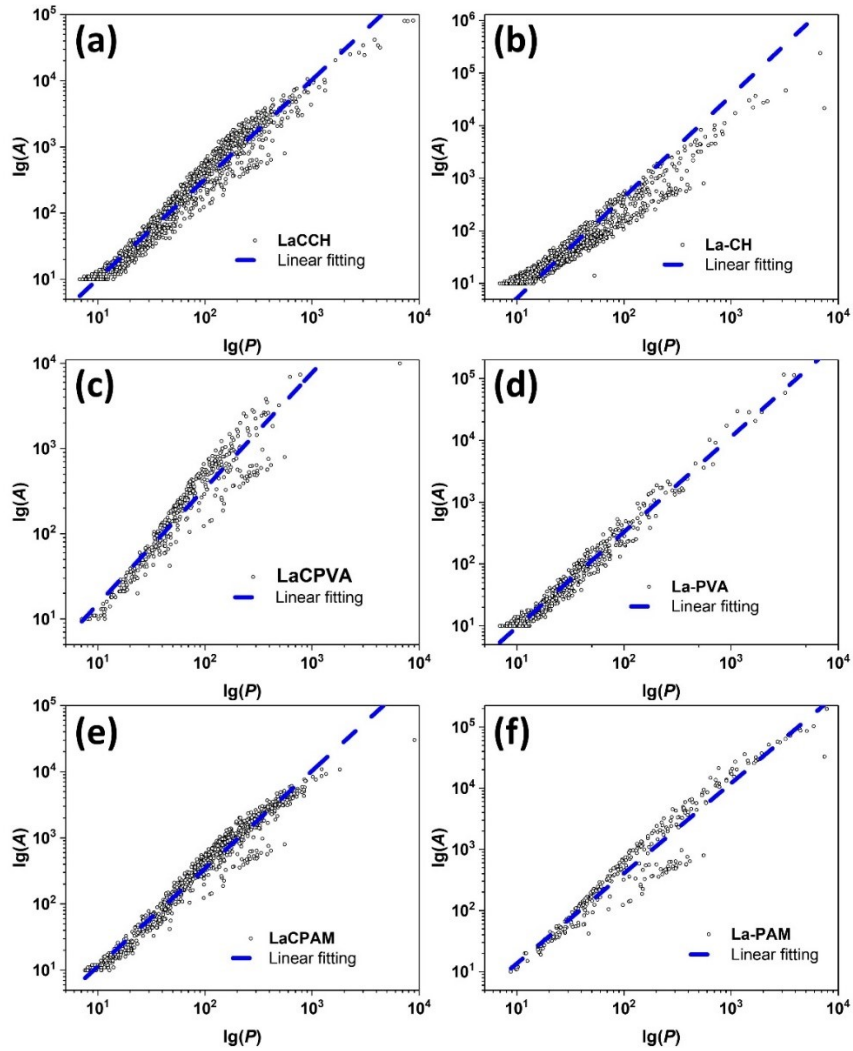 (a)
lg(A)
10^5
10^4
10^3
10^2
10^1
LaCCH
Linear fitting
10^1 10^2 10^3 10^4
lg(P)
(b)
lg(A)
10^6
10^5
10^4
10^3
10^2
10^1
La-CH
Linear fitting
10^1 10^2 10^3 10^4
lg(P)
(c)
lg(A)
10^4
10^3
10^2
10^1
LaCPVA
Linear fitting
10^1 10^2 10^3 10^4
lg(P)
(d)
lg(A)
10^5
10^4
10^3
10^2
10^1
La-PVA
Linear fitting
10^1 10^2 10^3 10^4
lg(P)
(e)
lg(A)
10^5
10^4
10^3
10^2
10^1
LaCPAM
Linear fitting
10^1 10^2 10^3 10^4
lg(P)
(f)
lg(A)
10^5
10^4
10^3
10^2
10^1
La-PAM
Linear fitting
10^1 10^2 10^3 10^4
lg(P)